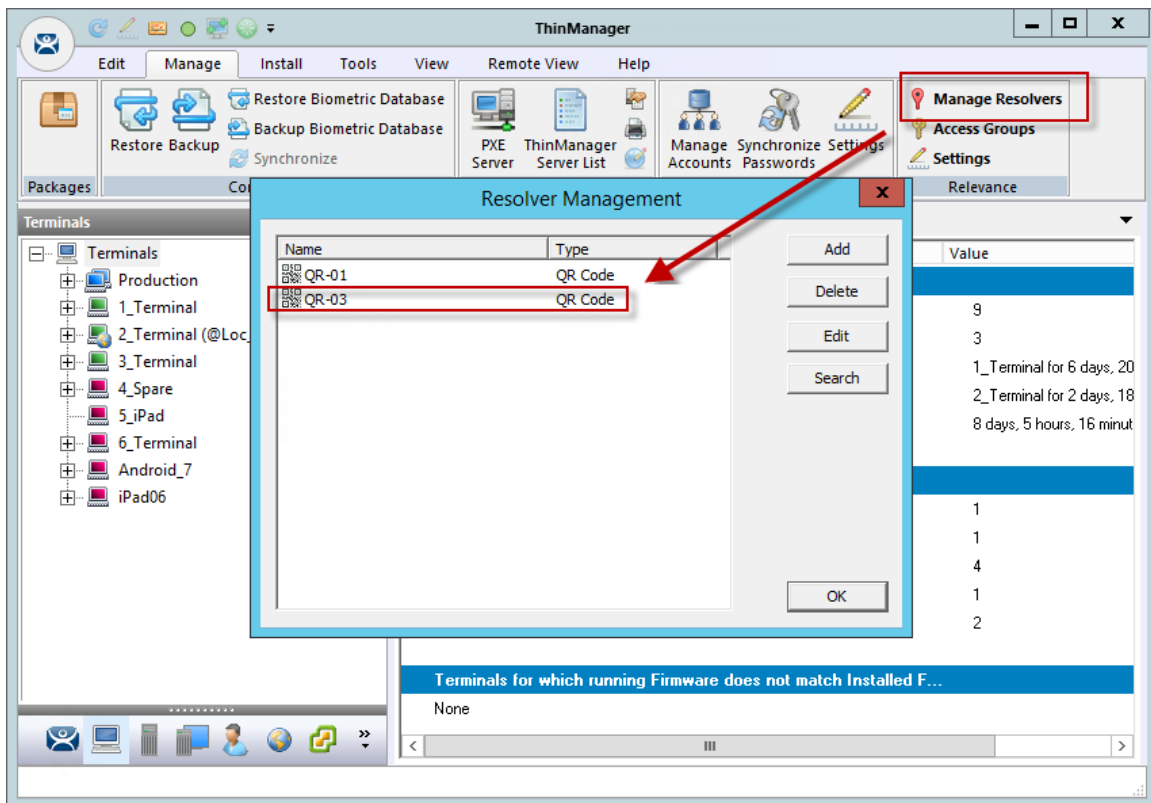 ThinManager
Edit Manage Install Tools View Remote View Help
Restore Backup
Restore Biometric Database
Backup Biometric Database
Synchronize
PXE Server
ThinManager Server List
Manage Accounts
Synchronize Passwords
Settings
Manage Resolvers
Access Groups
Settings
Packages
Co
Relevance
Terminals
Terminals
Production
1_Terminal
2_Terminal (@Loc_
3_Terminal
4_Spare
5_iPad
6_Terminal
Android_7
iPad06
Resolver Management
X
Name Type
QR-01 QR Code
QR-03 QR Code
Add
Delete
Edit
Search
OK
Value
9
3
1_Terminal for 6 days, 20
2_Terminal for 2 days, 18
8 days, 5 hours, 16 minut
1
1
4
1
2
Terminals for which running Firmware does not match Installed F...
None